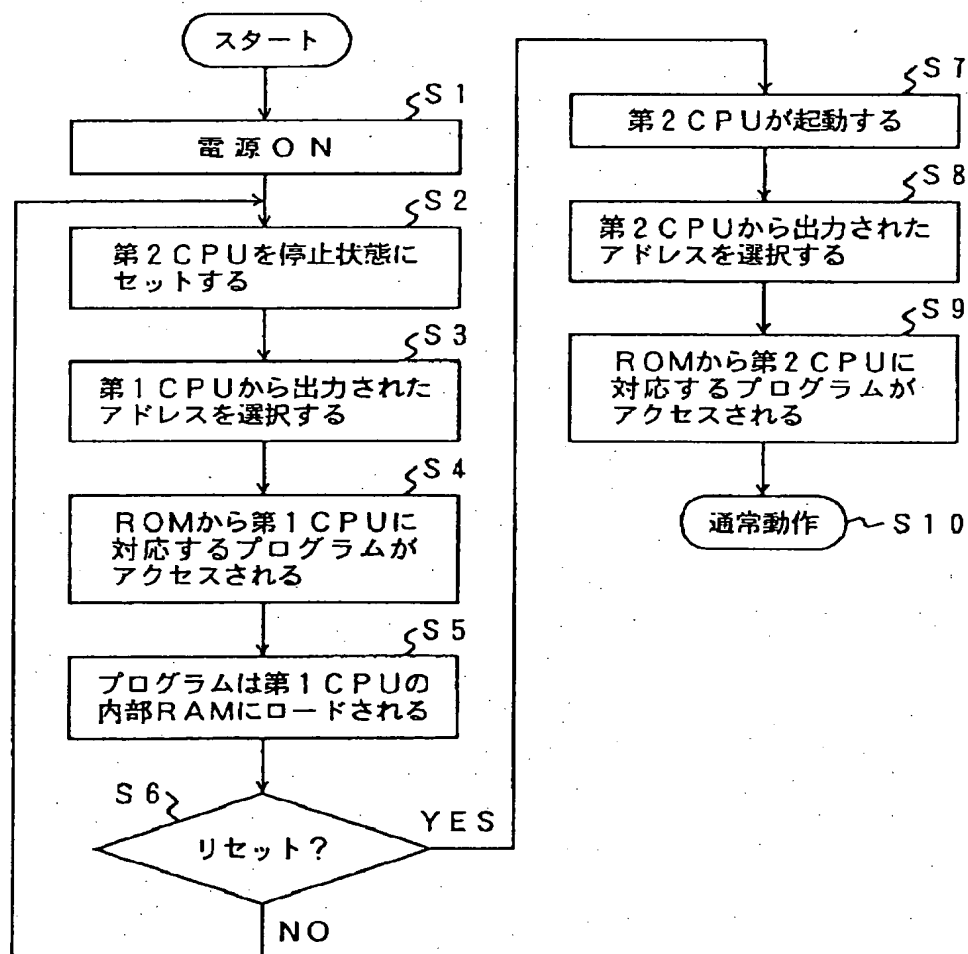 スタート
S1
電源ON
S2
第2CPUを停止状態に
セットする
S3
第1CPUから出力された
アドレスを選択する
S4
ROMから第1CPUに
対応するプログラムが
アクセスされる
S5
プログラムは第1CPUの
内部RAMにロードされる
S6
リセット?
YES
NO
S7
第2CPUが起動する
S8
第2CPUから出力された
アドレスを選択する
S9
ROMから第2CPUに
対応するプログラムが
アクセスされる
通常動作
S10